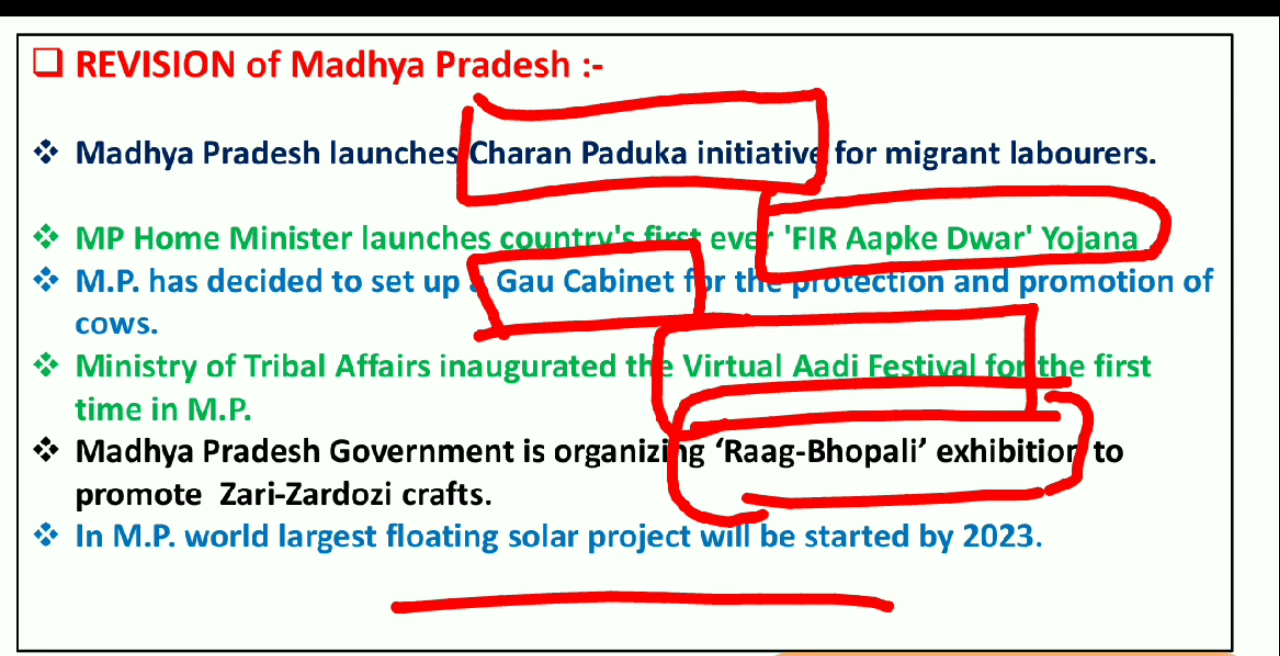 REVISION of Madhya Pradesh :-
Madhya Pradesh launches Charan Paduka initiative for migrant labourers.
MP Home Minister launches country's first ever 'FIR Aapke Dwar' Yojana
M.P. has decided to set up a Gau Cabinet for the protection and promotion of
cows.
Ministry of Tribal Affairs inaugurated the Virtual Aadi Festival for the first
time in M.P.
Madhya Pradesh Government is organizing ‘Raag-Bhopali’ exhibition to
promote Zari-Zardozi crafts.
In M.P. world largest floating solar project will be started by 2023.